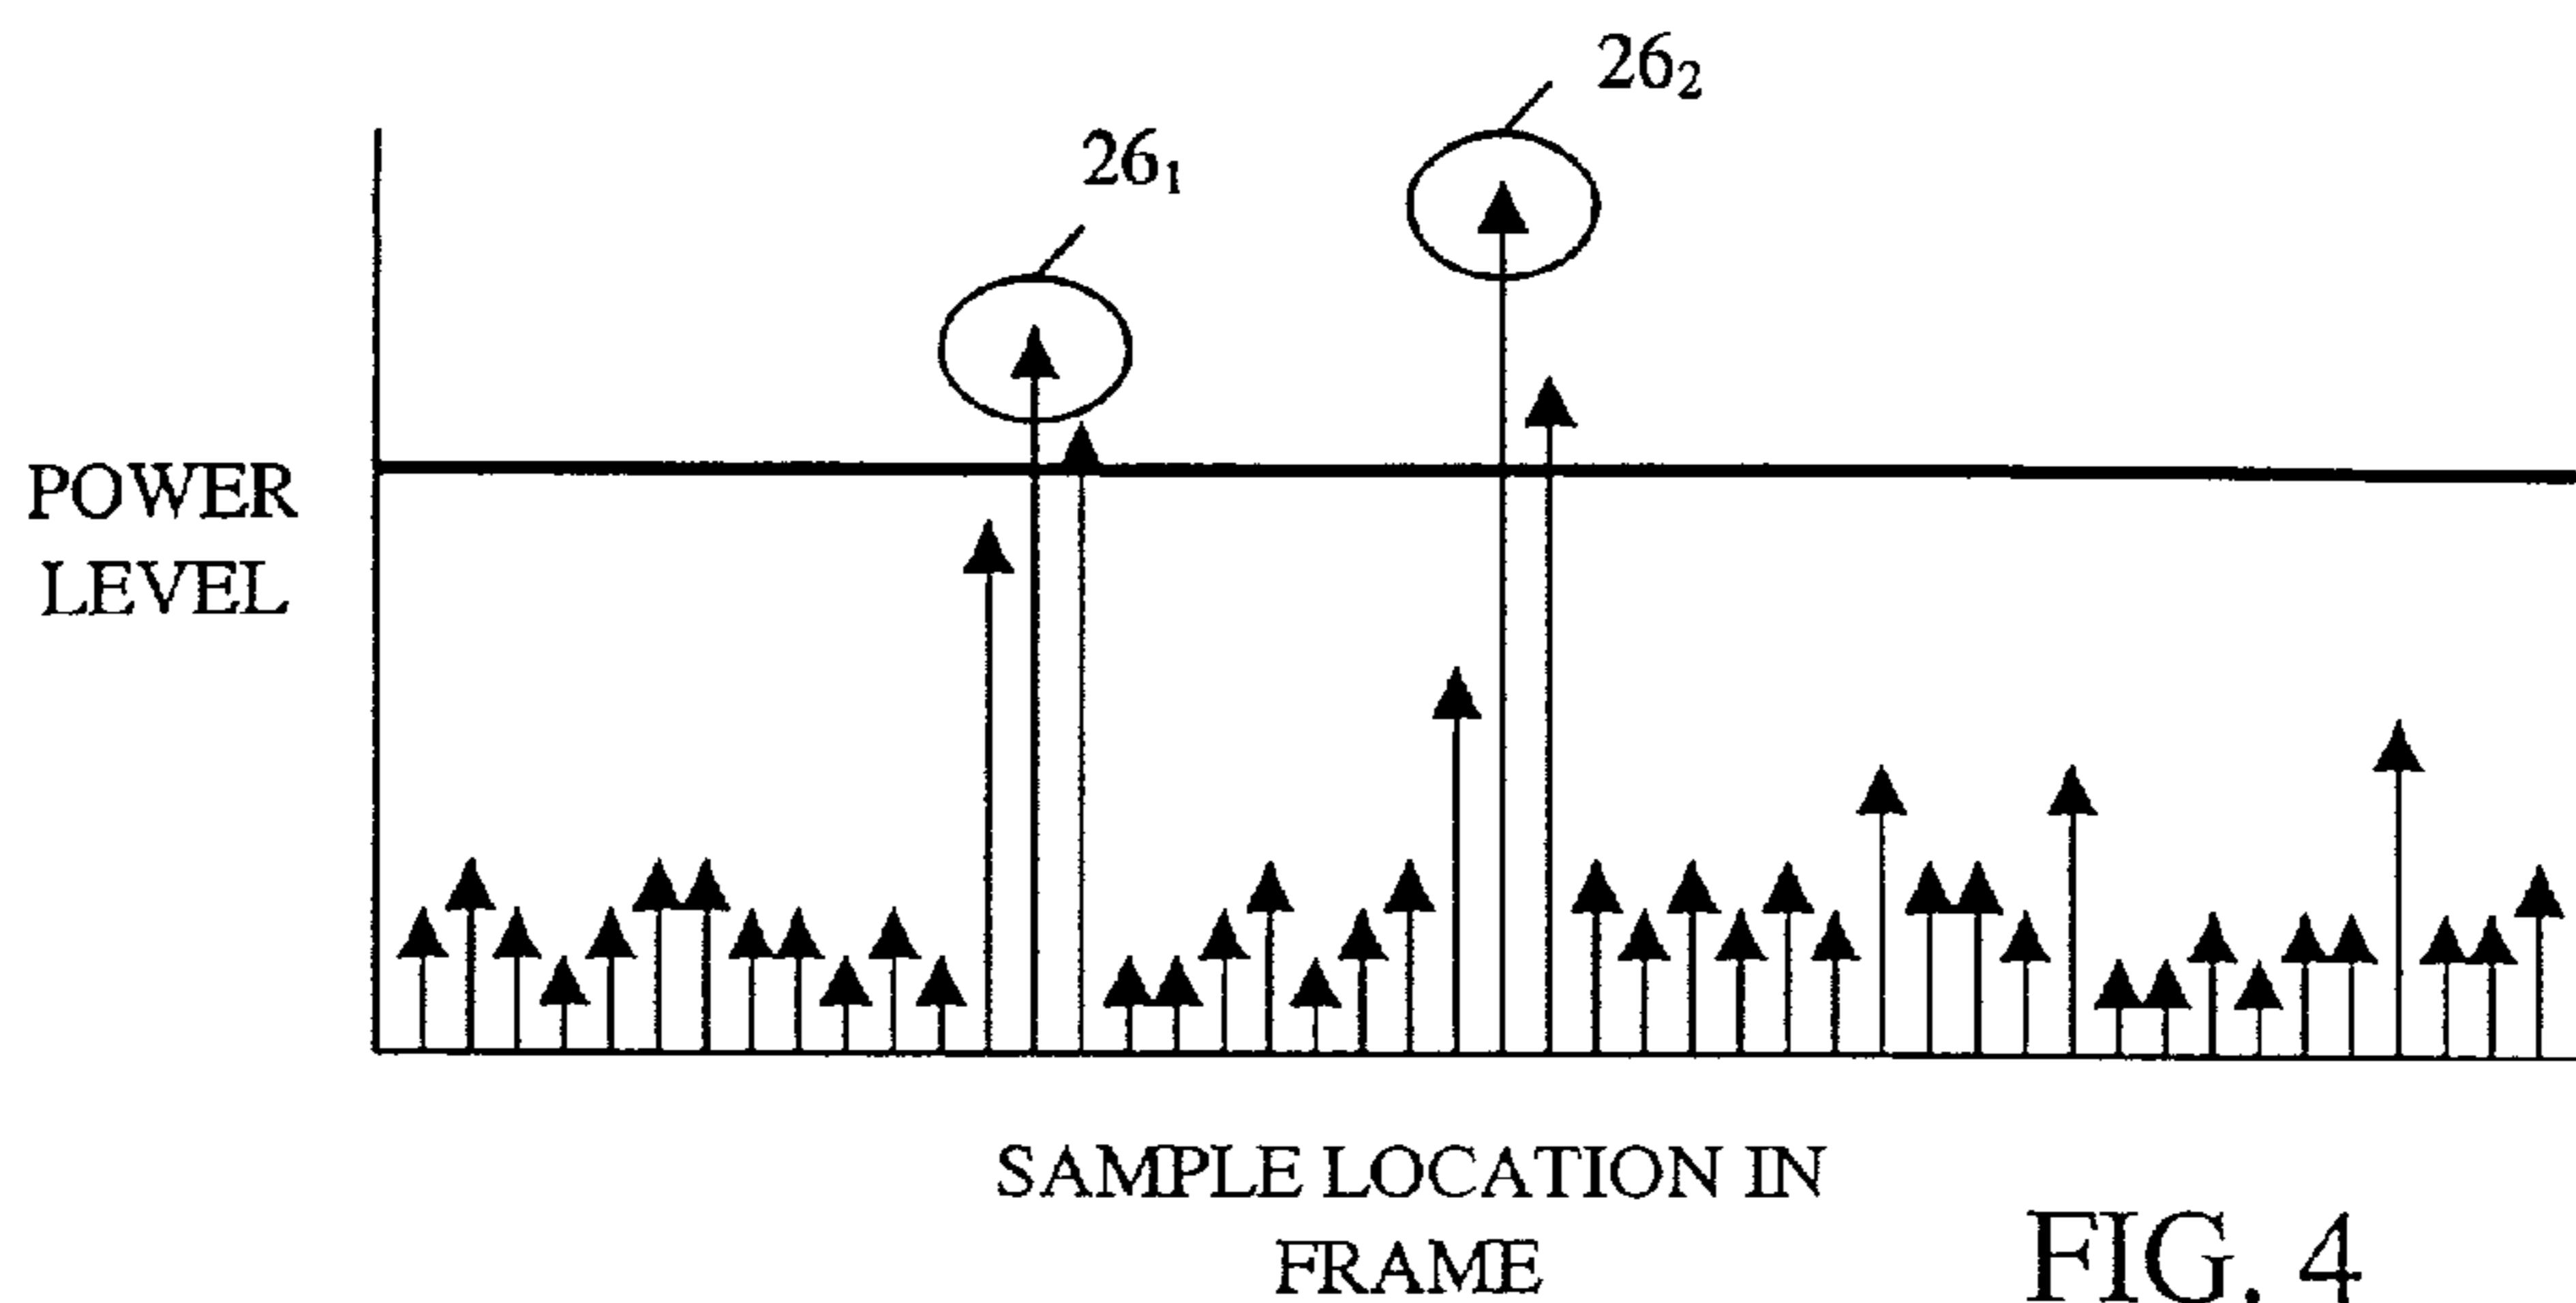 26₂
26₁
POWER
LEVEL
SAMPLE LOCATION IN
FRAME
FIG. 4